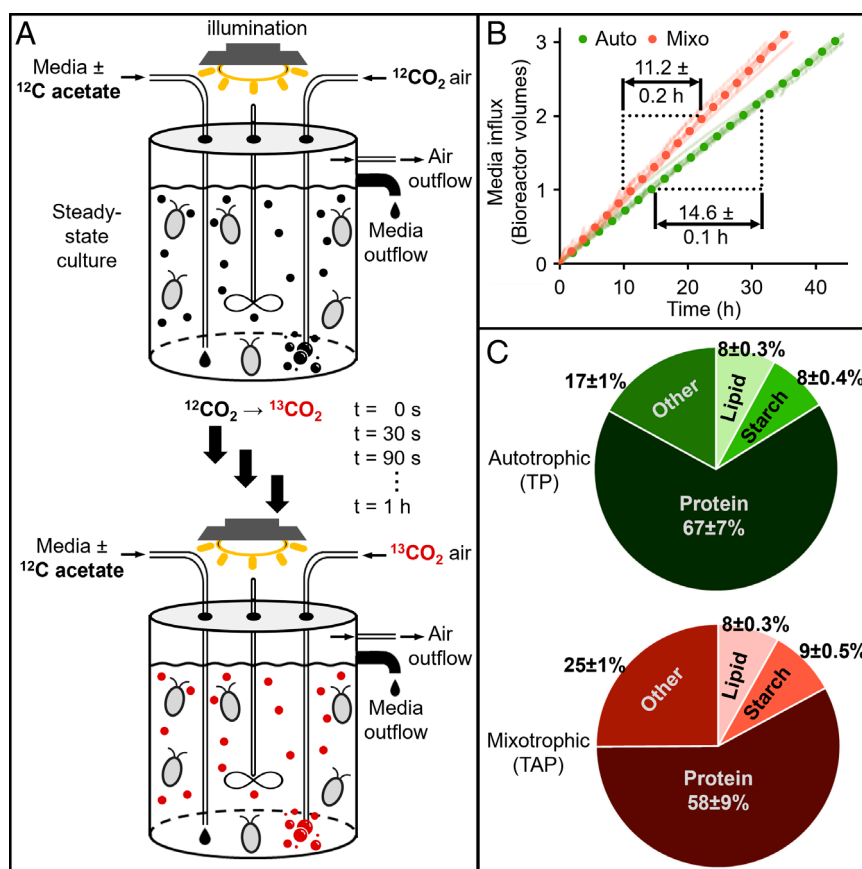 A
illumination
Media ±
¹²C acetate
¹²CO₂ air
Air
outflow
Steady-
state
culture
Media
outflow
¹²CO₂ → ¹³CO₂
t = 0 s
t = 30 s
t = 90 s
⋮
t = 1 h
Media ±
¹²C acetate
¹³CO₂ air
Air
outflow
Media
outflow
B
Auto Mixo
11.2 ±
0.2 h
14.6 ±
0.1 h
Media influx
(Bioreactor volumes)
3
2
1
0
0 10 20 30 40
Time (h)
C
8±0.3%
17±1%
8±0.4%
Other
Lipid
Starch
Autotrophic
(TP)
Protein
67±7%
8±0.3%
25±1%
9±0.5%
Other
Lipid
Starch
Mixotrophic
(TAP)
Protein
58±9%